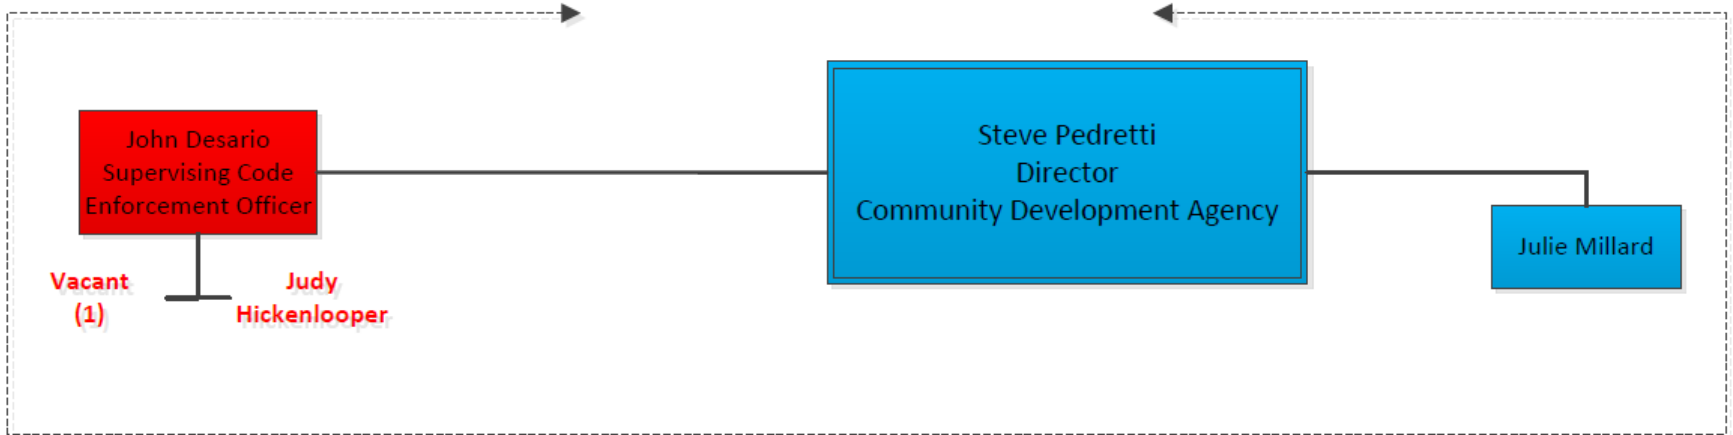 John Desario
Supervising Code
Enforcement Officer
Vacant
(1)
Judy
Hickenlooper
Steve Pedretti
Director
Community Development Agency
Julie Millard